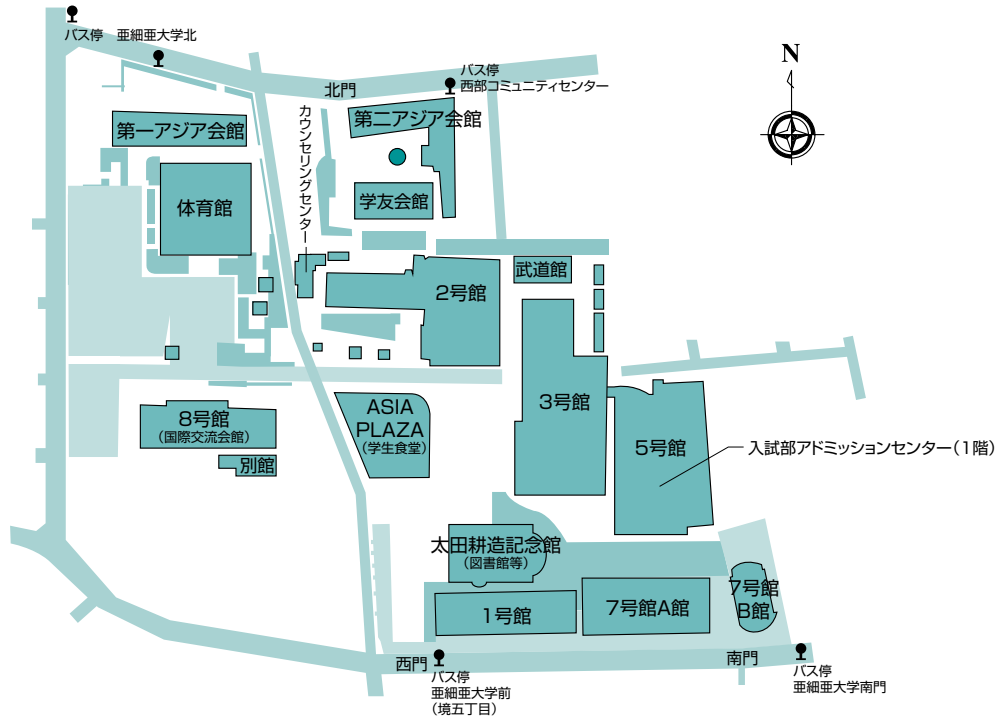 バス停 亜細亜大学北
N
バス停
西部コミュニティセンター
北門
第一アジア会館
カウンセリングセンター
第二アジア会館
体育館
学友会館
武道館
2号館
3号館
ASIA
PLAZA
(学生食堂)
8号館
(国際交流会館)
別館
5号館
入試部アドミッションセンター(1階)
太田耕造記念館
(図書館等)
1号館
7号館A館
7号館
B館
西門
バス停
亜細亜大学前
(境五丁目)
南門
バス停
亜細亜大学南門